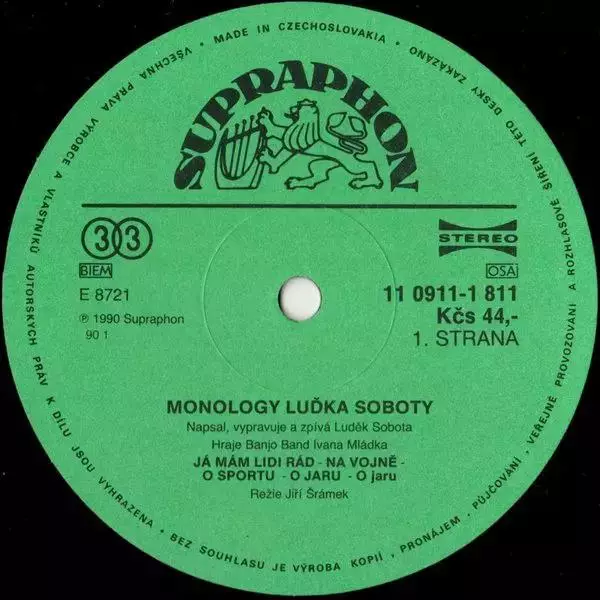 • MADE IN CZECHOSLOVAKIA •
VŠECHNA PRÁVA VÝROBCE A VLASTNÍKŮ AUTORSKÝCH PRÁV K DÍLU JSOU VYHRAZENA • BEZ SOUHLASU JE VÝROBA KOPIÍ, PRONÁJEM, PŮJČOVÁNÍ, VEŘEJNÉ PROVOZOVÁNÍ A ROZHLASOVÉ ŠÍŘENÍ TÉTO DESKY ZAKÁZÁNO
SUPRAPHON
33
STEREO
BIEM
OSA
E 8721
11 0911-1 811
Kčs 44,-
℗ 1990 Supraphon
90 1
1. STRANA
MONOLOGY LUĎKA SOBOTY
Napsal, vypravuje a zpívá Luděk Sobota
Hraje Banjo Band Ivana Mládka
JÁ MÁM LIDI RÁD - NA VOJNĚ -
O SPORTU - O JARU - O jaru
Režie Jiří Šrámek